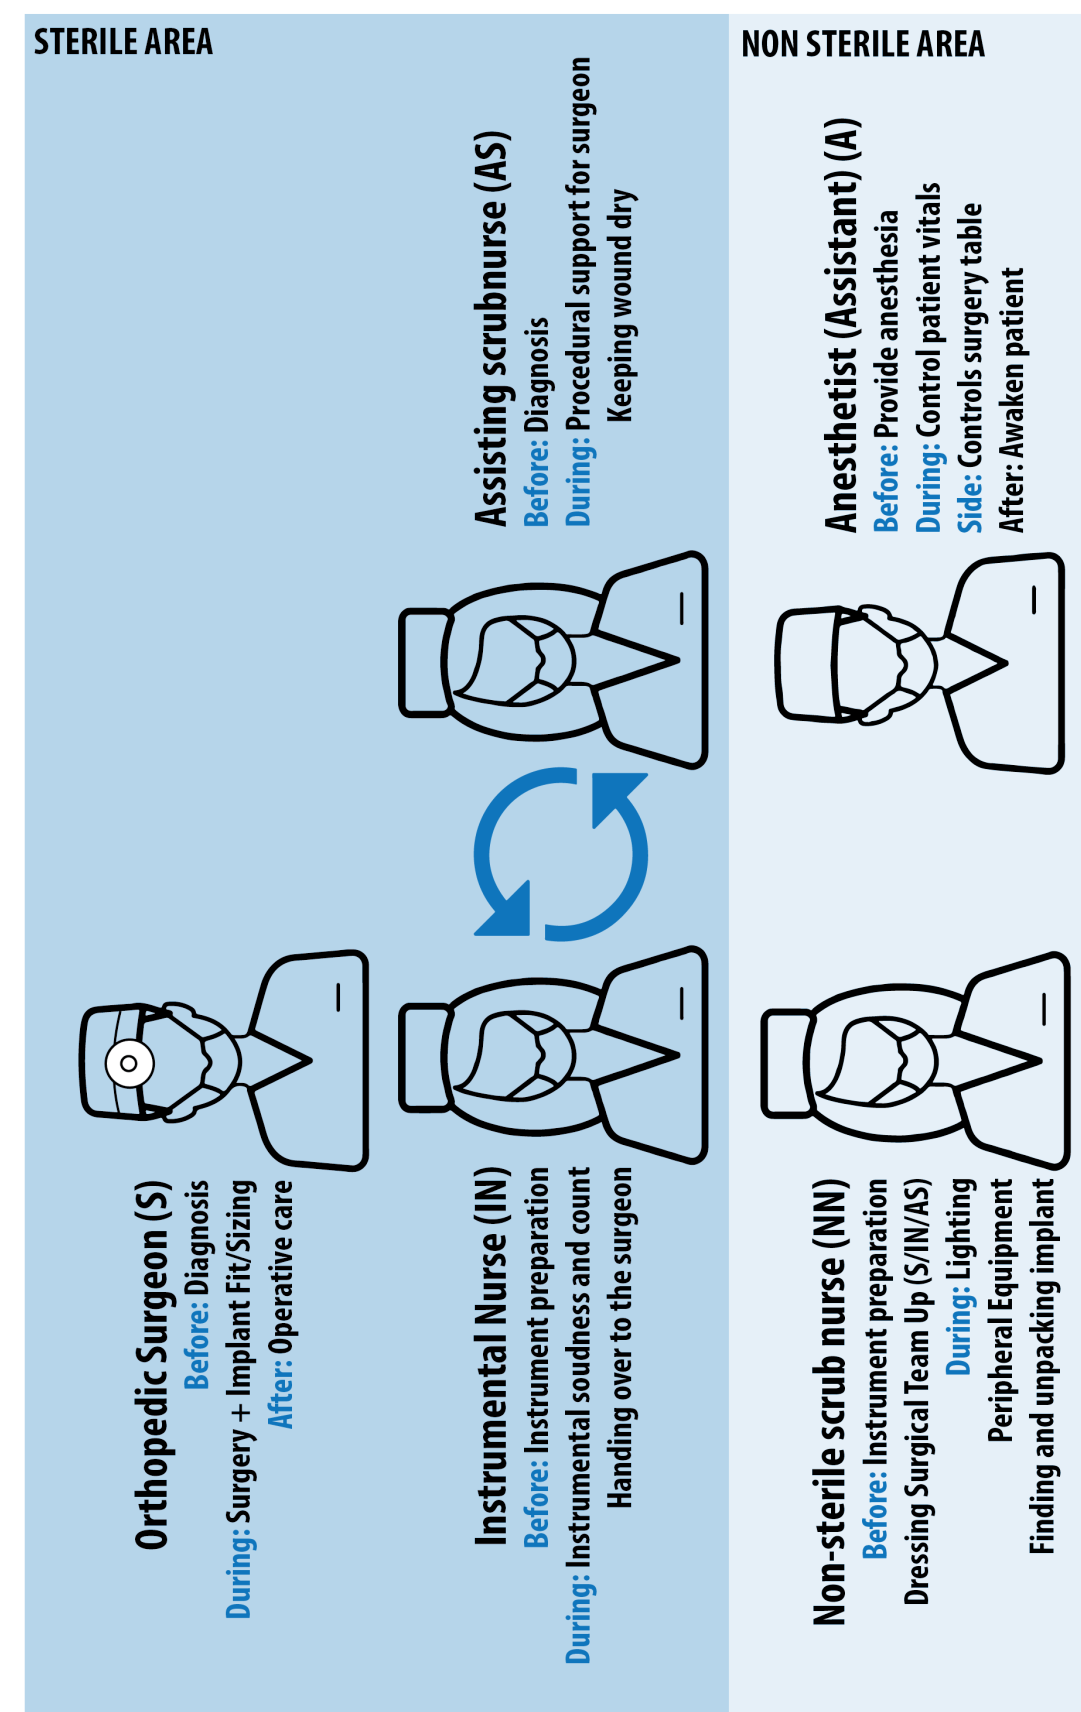 STERILE AREA
NON STERILE AREA
Orthopedic Surgeon (S)
Before: Diagnosis
During: Surgery + Implant Fit/Sizing
After: Operative care
Instrumental Nurse (IN)
Before: Instrument preparation
During: Instrumental soudness and count
Handing over to the surgeon
Assisting scrubnurse (AS)
Before: Diagnosis
During: Procedural support for surgeon
Keeping wound dry
Non-sterile scrub nurse (NN)
Before: Instrument preparation
Dressing Surgical Team Up (S/IN/AS)
During: Lighting
Peripheral Equipment
Finding and unpacking implant
Anesthetist (Assistant) (A)
Before: Provide anesthesia
During: Control patient vitals
Side: Controls surgery table
After: Awaken patient